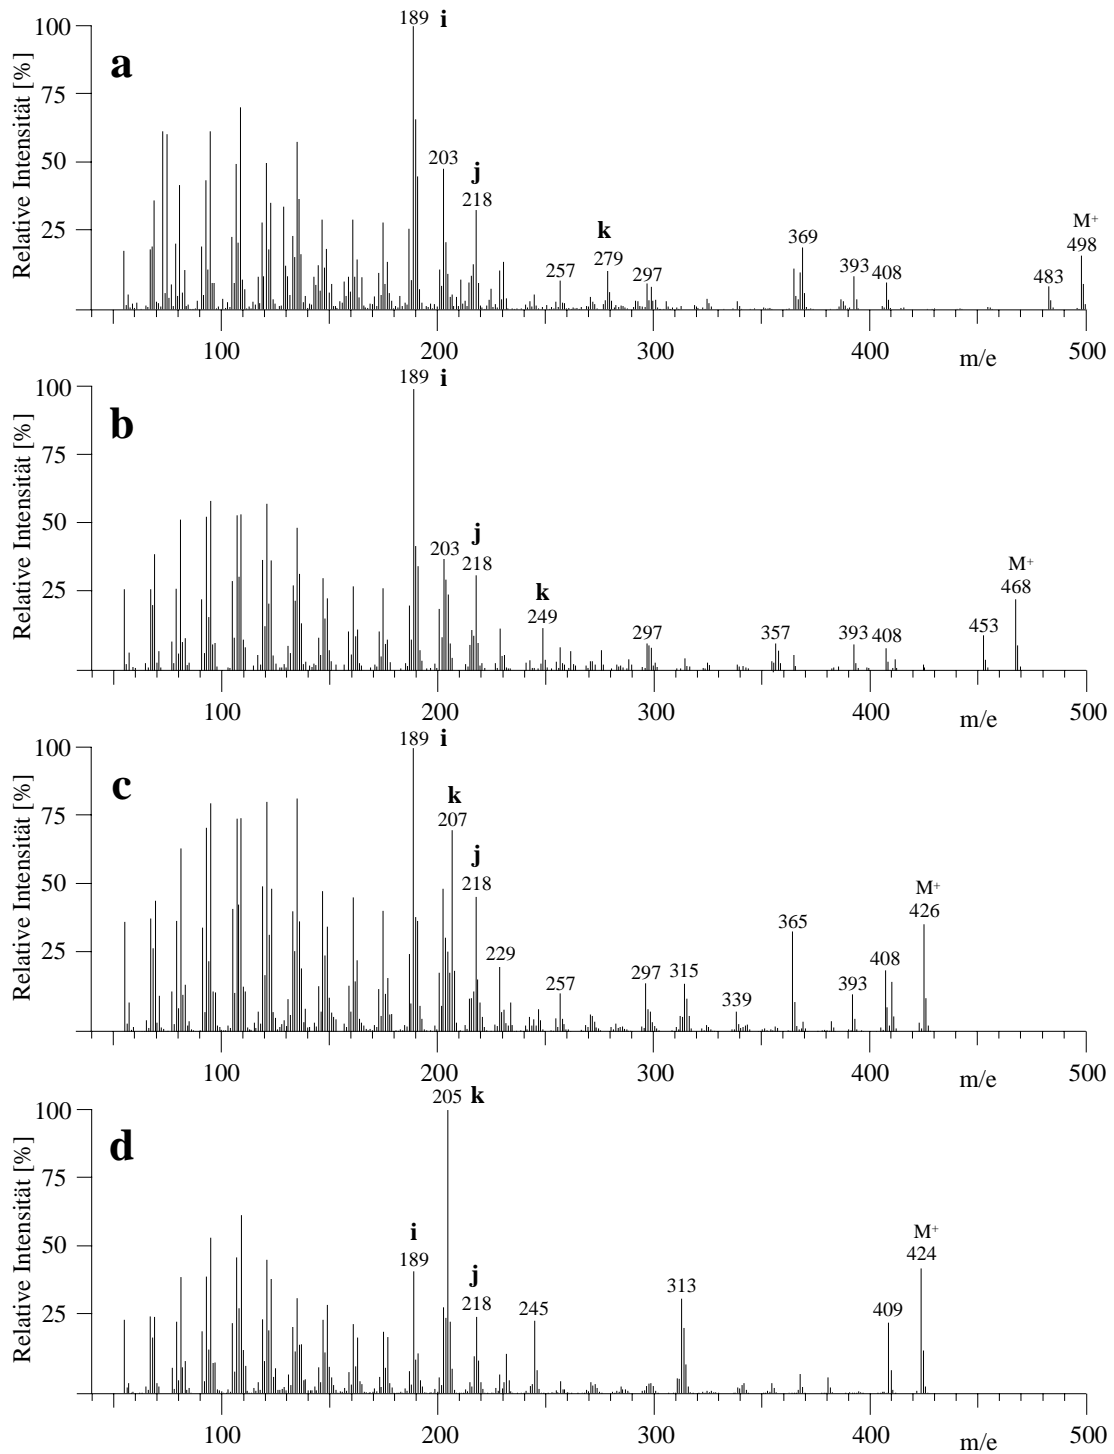 189 i
100
a
75
j
50
203
218
k
M+
25
279
369
498
257
297
393
408
483
Relative Intensität [%]
100
200
300
400
m/e
500
189 i
100
b
75
j
50
203
218
M+
k
468
25
249
453
297
357
393
408
Relative Intensität [%]
100
200
300
400
m/e
500
189 i
100
c
k
75
207
j
50
218
M+
426
25
229
365
257
297
315
339
393
408
Relative Intensität [%]
100
200
300
400
m/e
500
205 k
100
d
75
i
M+
50
189
j
424
218
245
313
409
25
Relative Intensität [%]
100
200
300
400
m/e
500